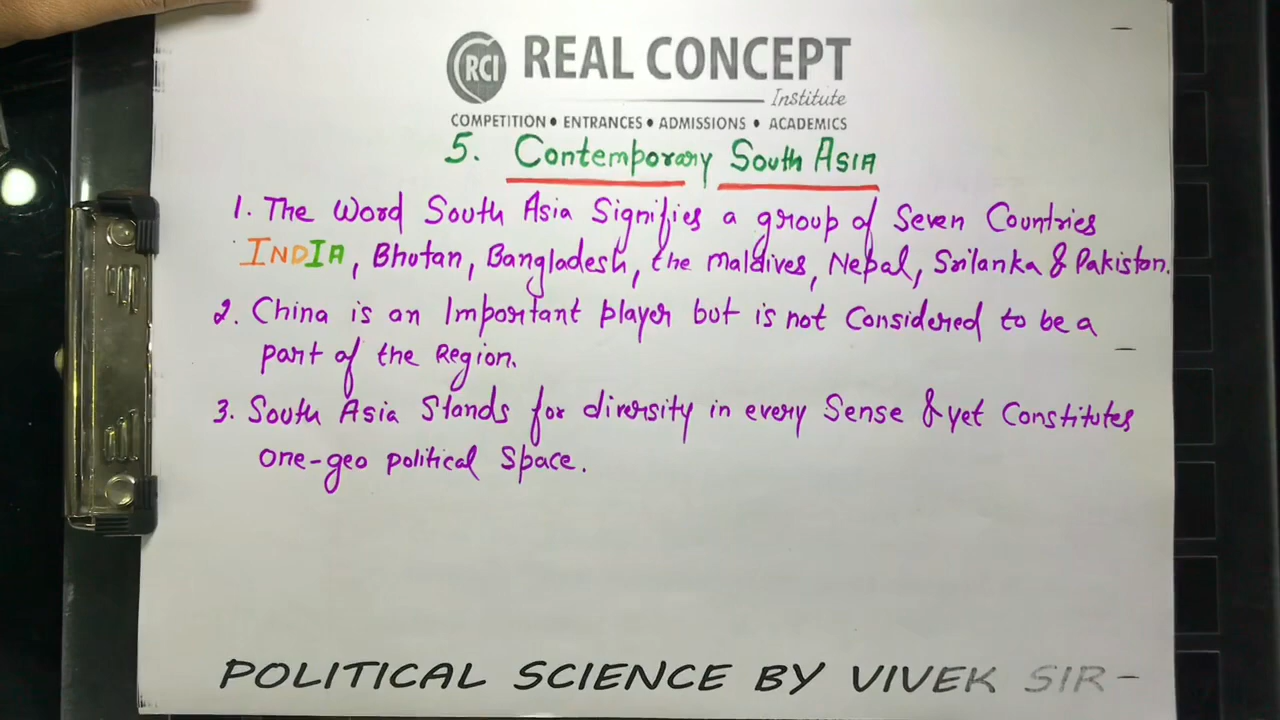 RCI REAL CONCEPT
Institute
COMPETITION • ENTRANCES • ADMISSIONS • ACADEMICS
5. Contemporary South ASIA
1. The Word South Asia Signifies a group of Seven Countries
INDIA, Bhutan, Bangladesh, the Maldives, Nepal, Srilanka & Pakistan.
2. China is an Important player but is not Considered to be a
part of the Region.
3. South Asia Stands for diversity in every Sense & yet Constitutes
one-geo political Space.
POLITICAL SCIENCE BY VIVEK SIR -